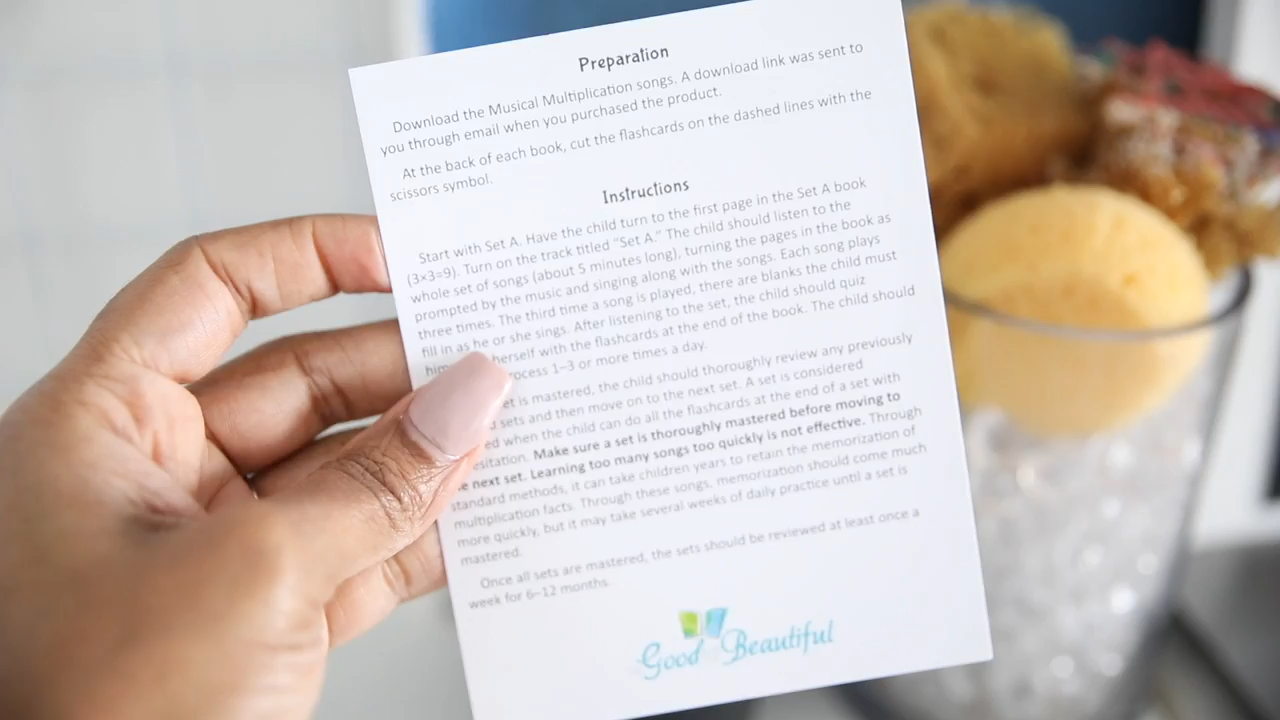 Preparation
Download the Musical Multiplication songs. A download link was sent to
you through email when you purchased the product.
At the back of each book, cut the flashcards on the dashed lines with the
scissors symbol.
Instructions
Start with Set A. Have the child turn to the first page in the Set A book
(3×3=9). Turn on the track titled “Set A.” The child should listen to the
whole set of songs (about 5 minutes long), turning the pages in the book as
prompted by the music and singing along with the songs. Each song plays
three times. The third time a song is played, there are blanks the child must
fill in as he or she sings. After listening to the set, the child should quiz
herself with the flashcards at the end of the book. The child should
1–3 or more times a day.
is mastered, the child should thoroughly review any previously
sets and then move on to the next set. A set is considered
when the child can do all the flashcards at the end of a set with
Make sure a set is thoroughly mastered before moving to
next set. Learning too many songs too quickly is not effective. Through
standard methods, it can take children years to retain the memorization of
multiplication facts. Through these songs, memorization should come much
more quickly, but it may take several weeks of daily practice until a set is
mastered.
Once all sets are mastered, the sets should be reviewed at least once a
week for 6–12 months.
Good Beautiful